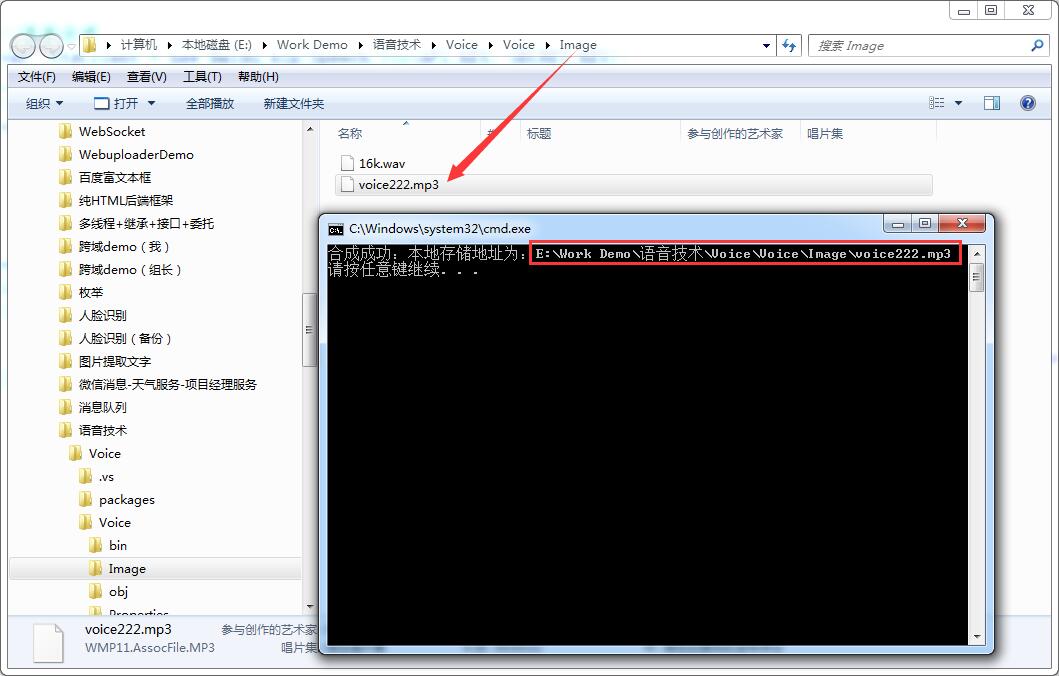 计算机 ▸ 本地磁盘 (E:) ▸ Work Demo ▸ 语音技术 ▸ Voice ▸ Voice ▸ Image
搜索 Image
文件(F) 编辑(E) 查看(V) 工具(T) 帮助(H)
组织 打开 全部播放 新建文件夹
WebSocket
WebuploaderDemo
百度富文本框
纯HTML后端框架
多线程+继承+接口+委托
跨域demo（我）
跨域demo（组长）
枚举
人脸识别
人脸识别（备份）
图片提取文字
微信消息-天气服务-项目经理服务
消息队列
语音技术
Voice
.vs
packages
Voice
bin
Image
obj
Properties
名称 # 标题 参与创作的艺术家 唱片集
16k.wav
voice222.mp3
C:\Windows\system32\cmd.exe
合成成功：本地存储地址为：E:\Work Demo\语音技术\Voice\Voice\Image\voice222.mp3
请按任意键继续. . .
voice222.mp3 参与创作的艺术家
WMP11.AssocFile.MP3 唱片集